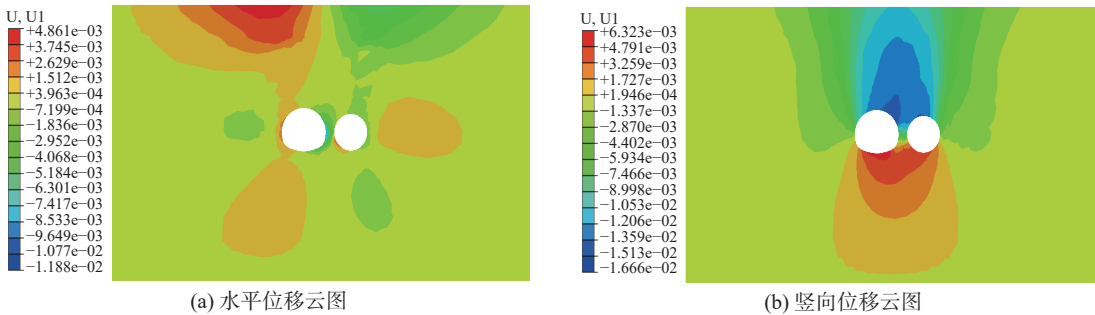 U, U1
+4.861e−03
+3.745e−03
+2.629e−03
+1.512e−03
+3.963e−04
−7.199e−04
−1.836e−03
−2.952e−03
−4.068e−03
−5.184e−03
−6.301e−03
−7.417e−03
−8.533e−03
−9.649e−03
−1.077e−02
−1.188e−02
(a) 水平位移云图
U, U1
+6.323e−03
+4.791e−03
+3.259e−03
+1.727e−03
+1.946e−04
−1.337e−03
−2.870e−03
−4.402e−03
−5.934e−03
−7.466e−03
−8.998e−03
−1.053e−02
−1.206e−02
−1.359e−02
−1.513e−02
−1.666e−02
(b) 竖向位移云图